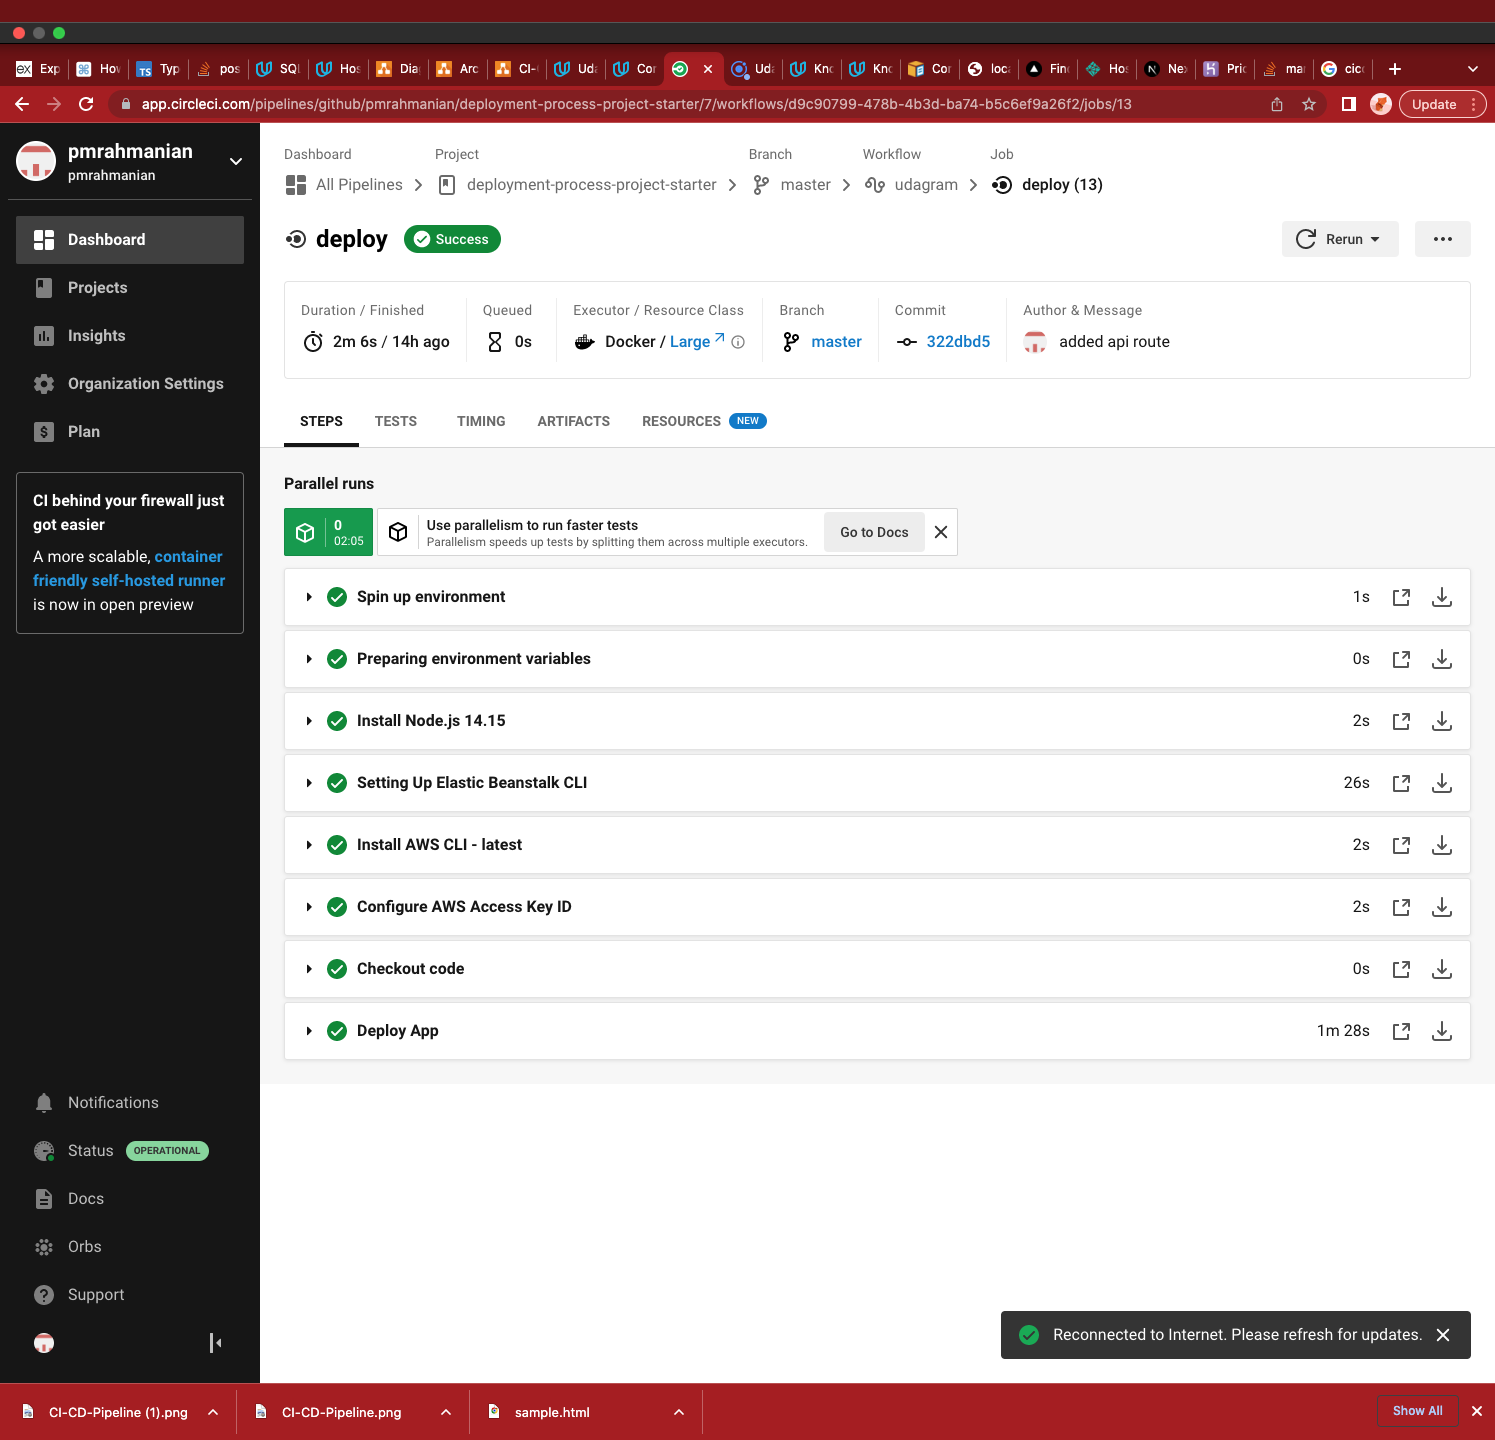 Exp
How
Typ
pos
SQL
Hos
Dia
Arc
CI-
Uda
Cor
Uda
Kno
Kno
Cor
loca
Find
Hos
Nex
Pric
mar
cicc
app.circleci.com/pipelines/github/pmrahmanian/deployment-process-project-starter/7/workflows/d9c90799-478b-4b3d-ba74-b5c6ef9a26f2/jobs/13
Update
pmrahmanian
pmrahmanian
Dashboard
Projects
Insights
Organization Settings
Plan
CI behind your firewall just
got easier
A more scalable, container
friendly self-hosted runner
is now in open preview
Notifications
Status OPERATIONAL
Docs
Orbs
Support
Dashboard Project Branch Workflow Job
All Pipelines deployment-process-project-starter master udagram deploy (13)
deploy Success
Rerun
Duration / Finished Queued Executor / Resource Class Branch Commit Author & Message
2m 6s / 14h ago 0s Docker / Large master 322dbd5 added api route
STEPS TESTS TIMING ARTIFACTS RESOURCES NEW
Parallel runs
0
02:05
Use parallelism to run faster tests
Parallelism speeds up tests by splitting them across multiple executors.
Go to Docs
Spin up environment 1s
Preparing environment variables 0s
Install Node.js 14.15 2s
Setting Up Elastic Beanstalk CLI 26s
Install AWS CLI - latest 2s
Configure AWS Access Key ID 2s
Checkout code 0s
Deploy App 1m 28s
Reconnected to Internet. Please refresh for updates.
CI-CD-Pipeline (1).png
CI-CD-Pipeline.png
sample.html
Show All